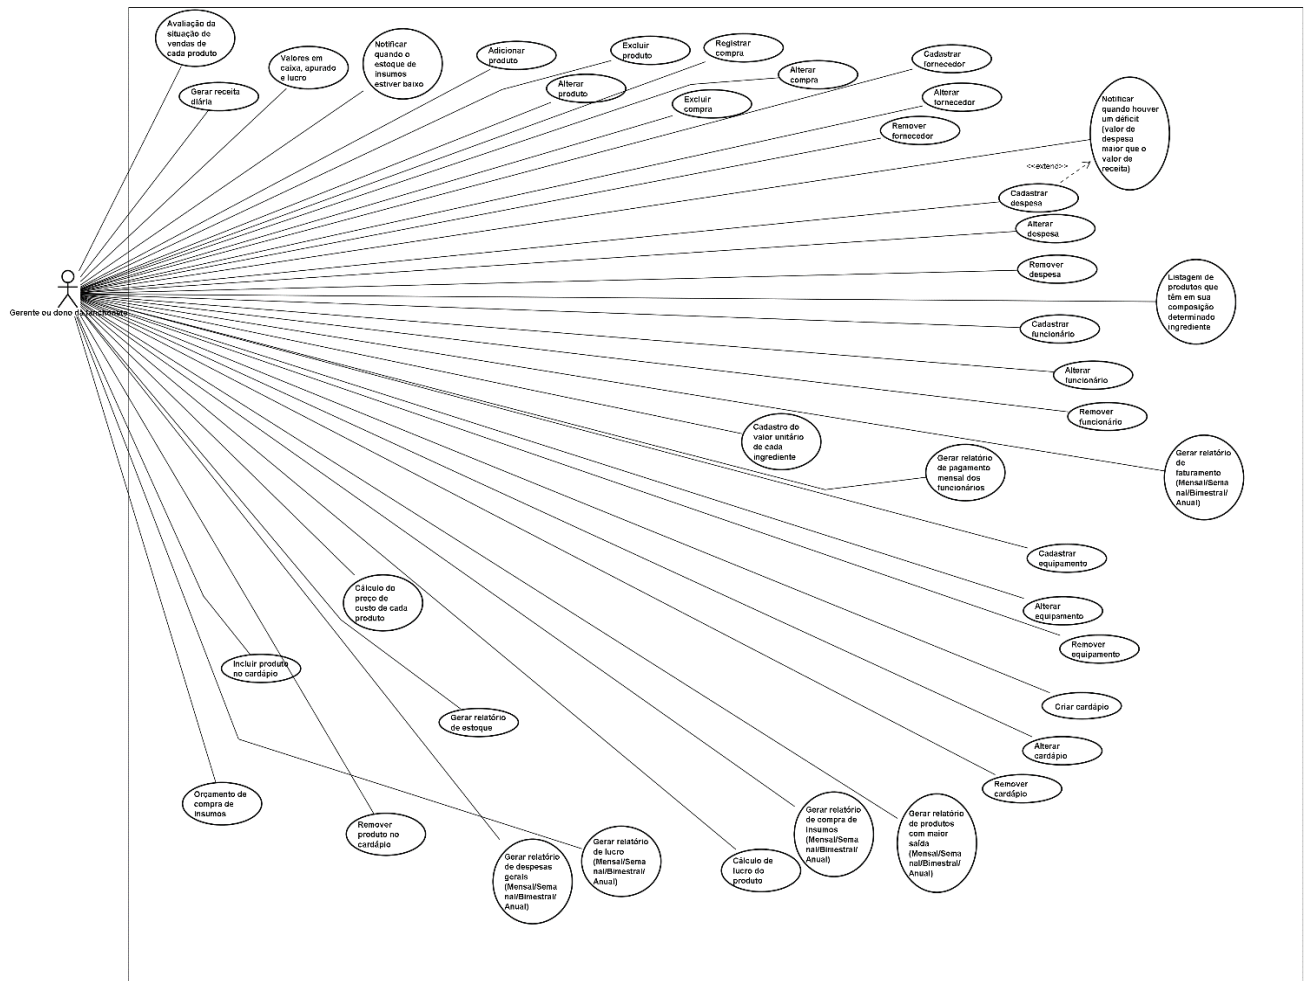 Avaliação da
situação de
vendas de
cada produto
Gerar receita
diária
Valores em
caixa, apurado
e lucro
Notificar
quando o
estoque de
insumos
estiver baixo
Adicionar
produto
Excluir
produto
Alterar
produto
Registrar
compra
Alterar
compra
Excluir
compra
Cadastrar
fornecedor
Alterar
fornecedor
Remover
fornecedor
Notificar
quando houver
um déficit
(valor de
despesa
maior que o
valor de
receita)
<<extend>>
Cadastrar
despesa
Alterar
despesa
Remover
despesa
Listagem de
produtos que
têm em sua
composição
determinado
ingrediente
Gerente ou dono da lanchonete
Cadastrar
funcionário
Alterar
funcionário
Remover
funcionário
Cadastro do
valor unitário
de cada
ingrediente
Gerar relatório
de pagamento
mensal dos
funcionários
Gerar relatório
de
faturamento
(Mensal/Sema
nal/Bimestral/
Anual)
Cadastrar
equipamento
Alterar
equipamento
Remover
equipamento
Cálculo do
preço de
custo de cada
produto
Incluir produto
no cardápio
Gerar relatório
de estoque
Criar cardápio
Alterar
cardápio
Remover
cardápio
Orçamento de
compra de
insumos
Remover
produto no
cardápio
Gerar relatório
de despesas
gerais
(Mensal/Sema
nal/Bimestral/
Anual)
Gerar relatório
de lucro
(Mensal/Sema
nal/Bimestral/
Anual)
Cálculo de
lucro do
produto
Gerar relatório
de compra de
insumos
(Mensal/Sema
nal/Bimestral/
Anual)
Gerar relatório
de produtos
com maior
saída
(Mensal/Sema
nal/Bimestral/
Anual)